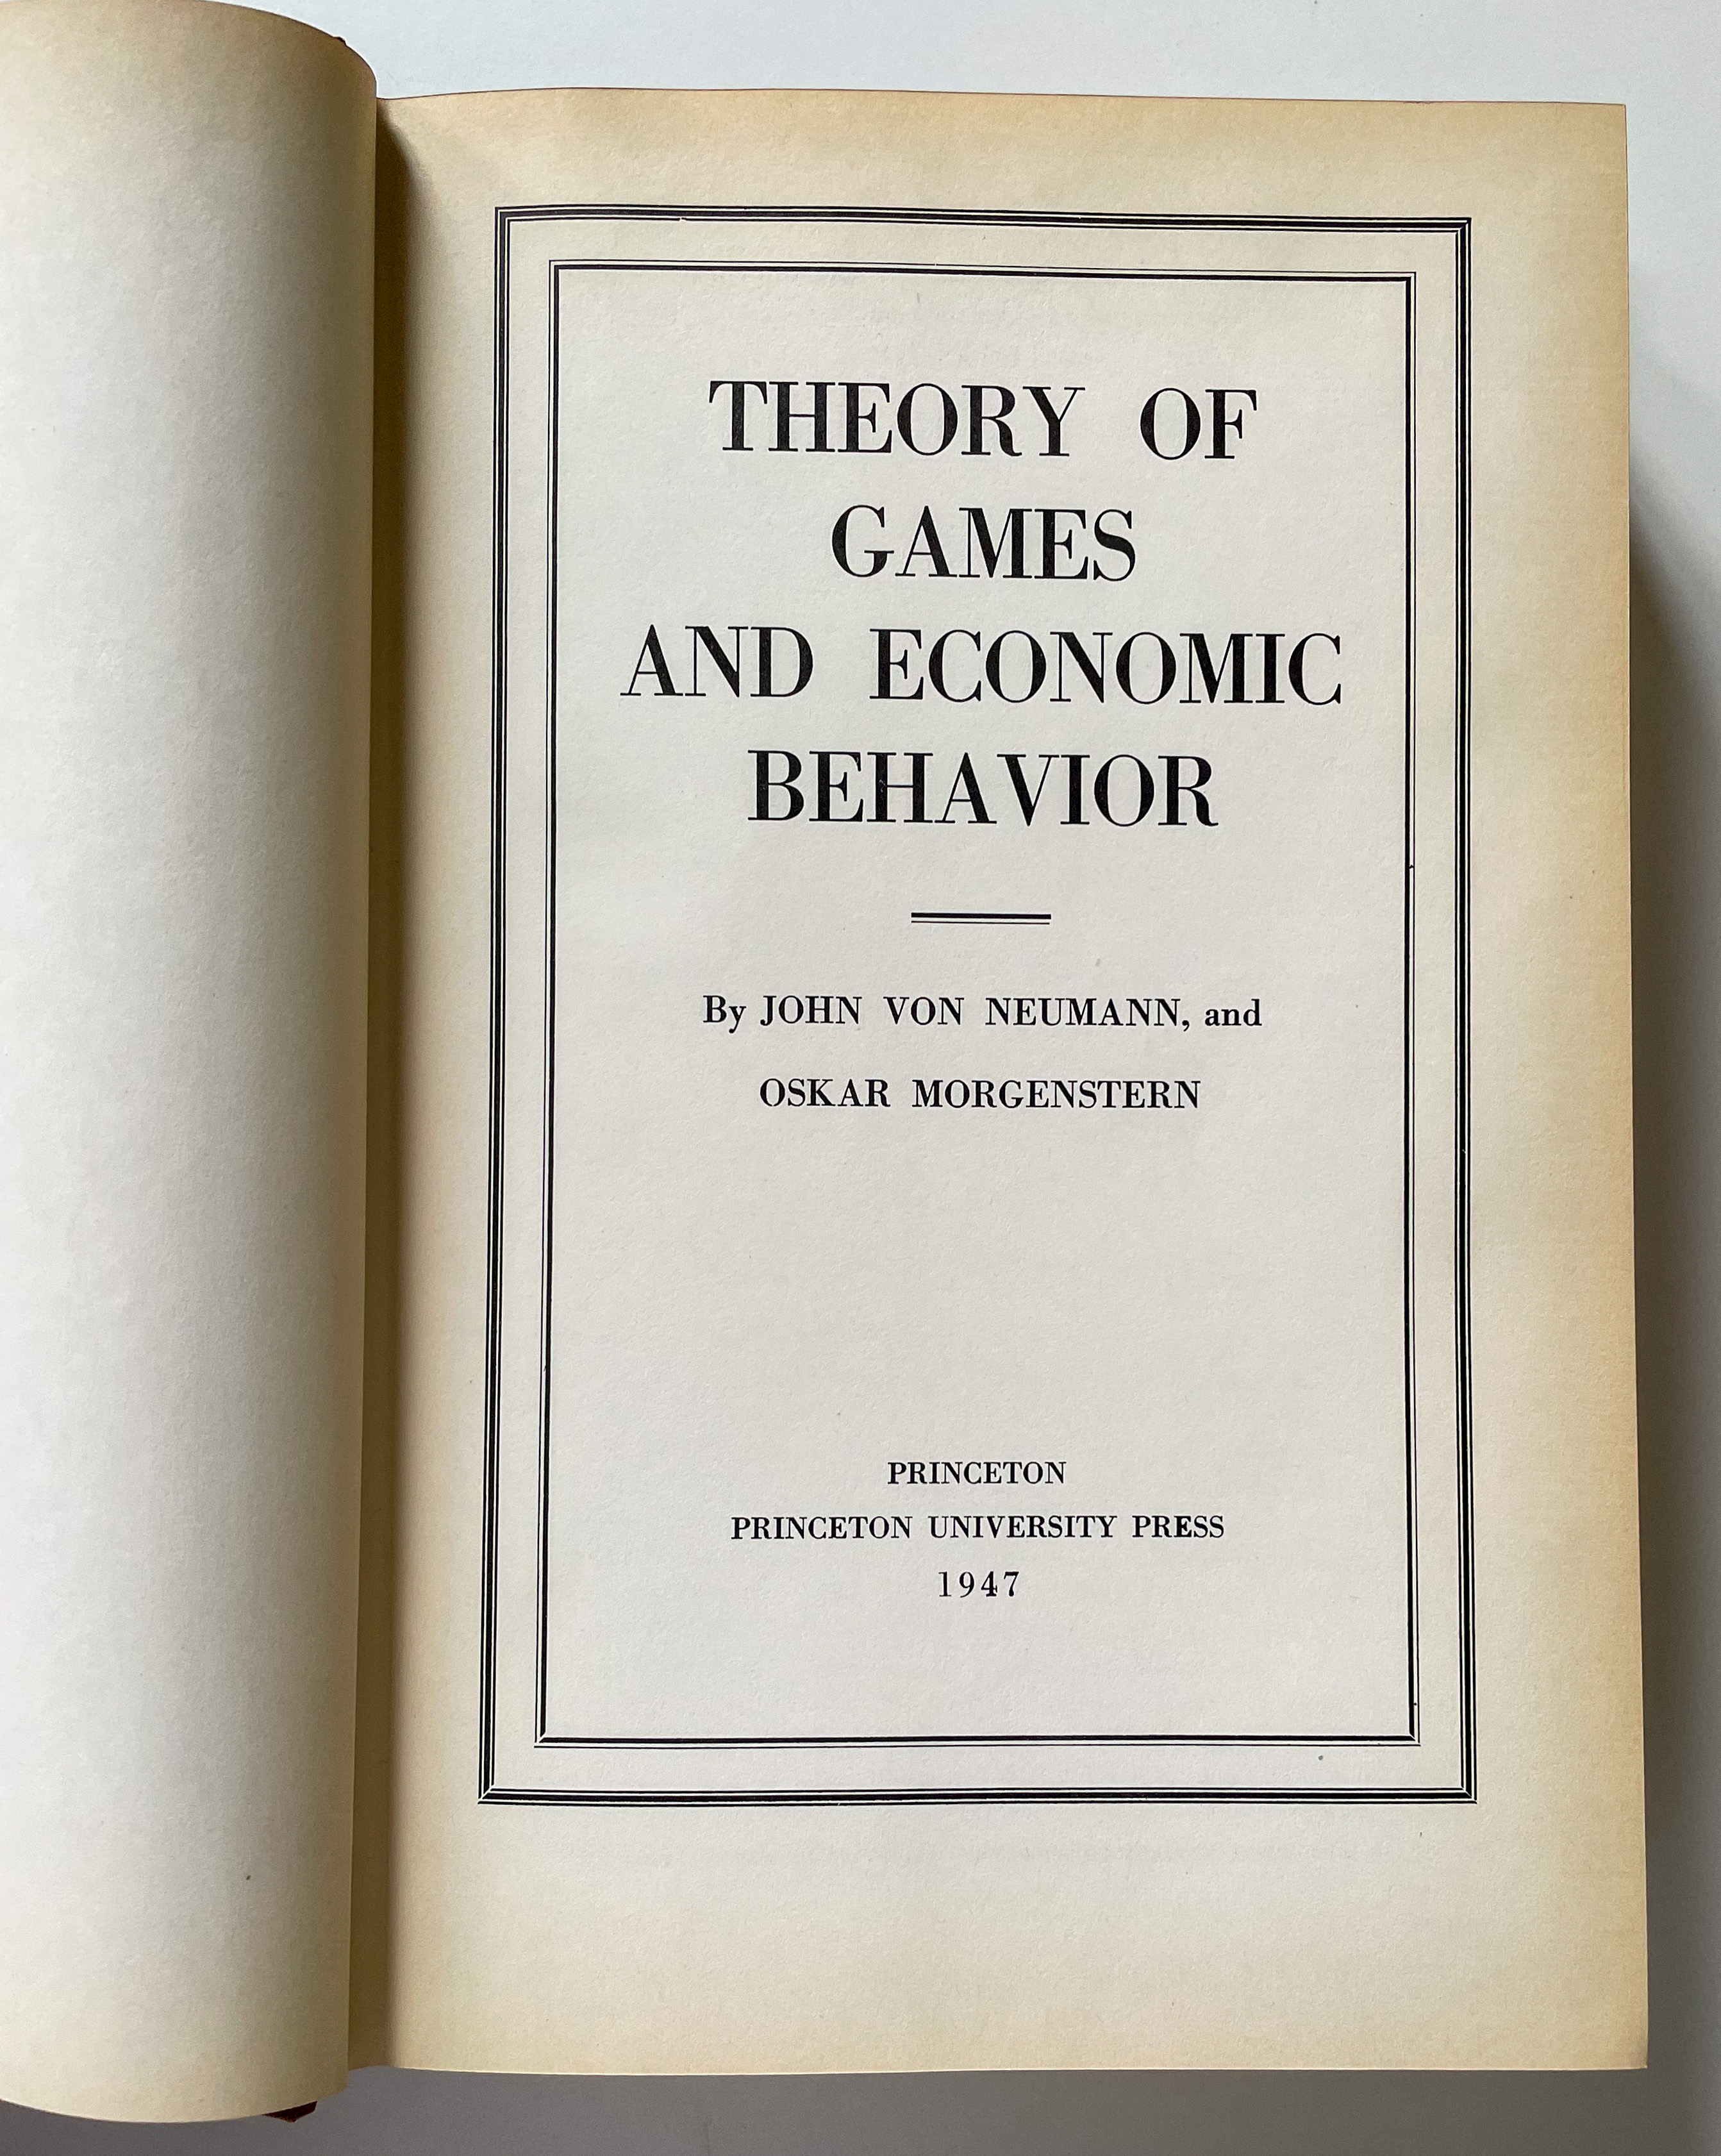 THEORY OF
GAMES
AND ECONOMIC
BEHAVIOR
By JOHN VON NEUMANN, and
OSKAR MORGENSTERN
PRINCETON
PRINCETON UNIVERSITY PRESS
1947